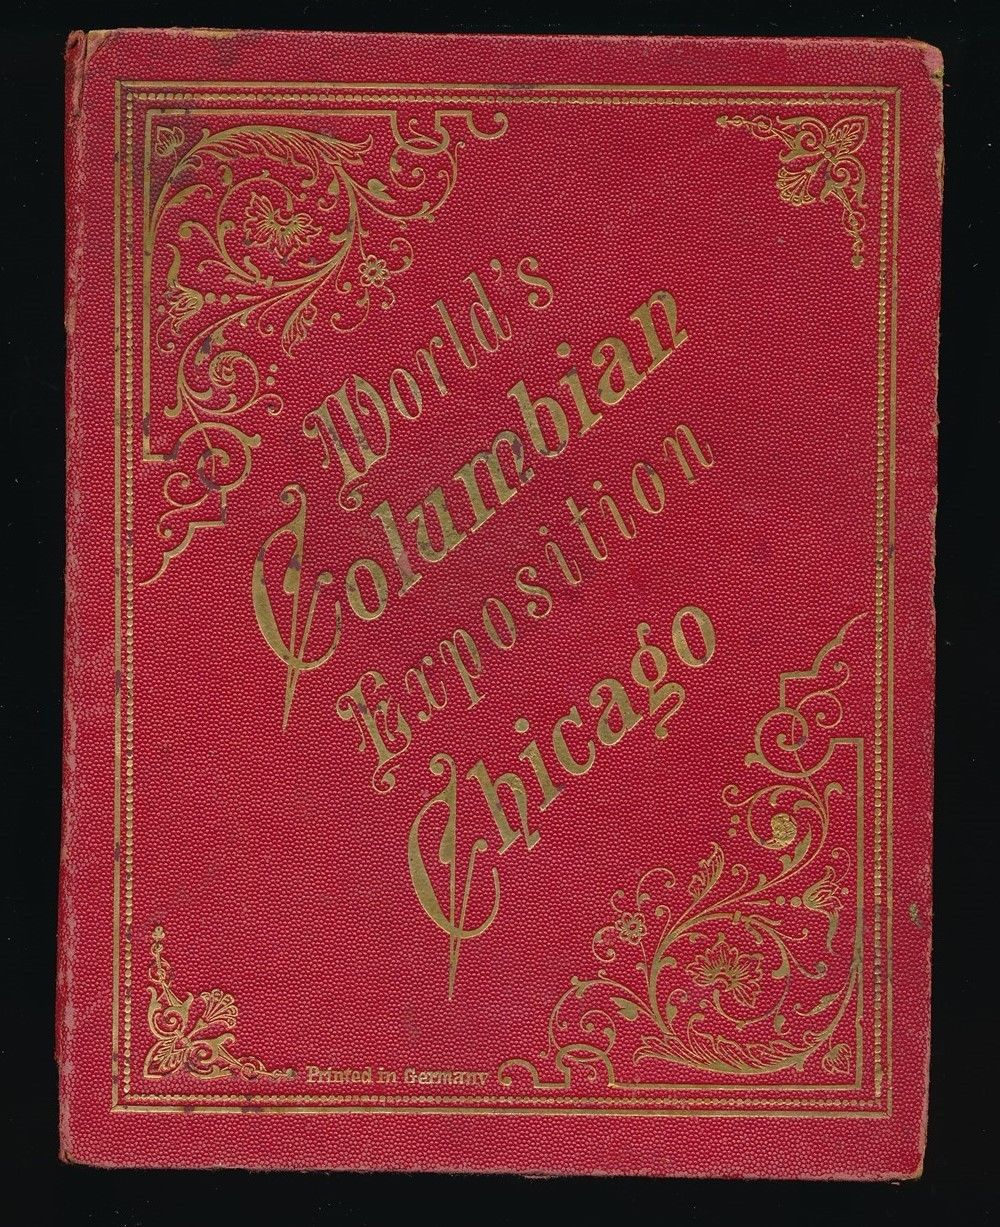 World's
Columbian
Exposition
Chicago
Printed in Germany